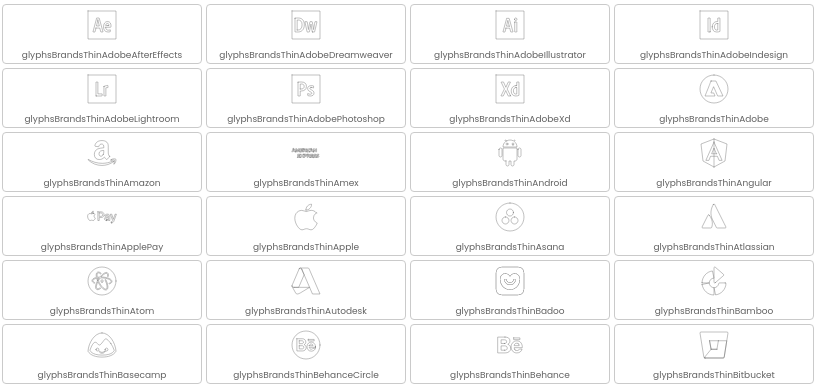 Ae Dw Ai Id
glyphsBrandsThinAdobeAfterEffects glyphsBrandsThinAdobeDreamweaver glyphsBrandsThinAdobeIllustrator glyphsBrandsThinAdobeIndesign
Lr Ps Xd
glyphsBrandsThinAdobeLightroom glyphsBrandsThinAdobePhotoshop glyphsBrandsThinAdobeXd glyphsBrandsThinAdobe
a AMERICAN
EXPRESS
glyphsBrandsThinAmazon glyphsBrandsThinAmex glyphsBrandsThinAndroid glyphsBrandsThinAngular
Pay
glyphsBrandsThinApplePay glyphsBrandsThinApple glyphsBrandsThinAsana glyphsBrandsThinAtlassian
glyphsBrandsThinAtom glyphsBrandsThinAutodesk glyphsBrandsThinBadoo glyphsBrandsThinBamboo
Bē Bē
glyphsBrandsThinBasecamp glyphsBrandsThinBehanceCircle glyphsBrandsThinBehance glyphsBrandsThinBitbucket